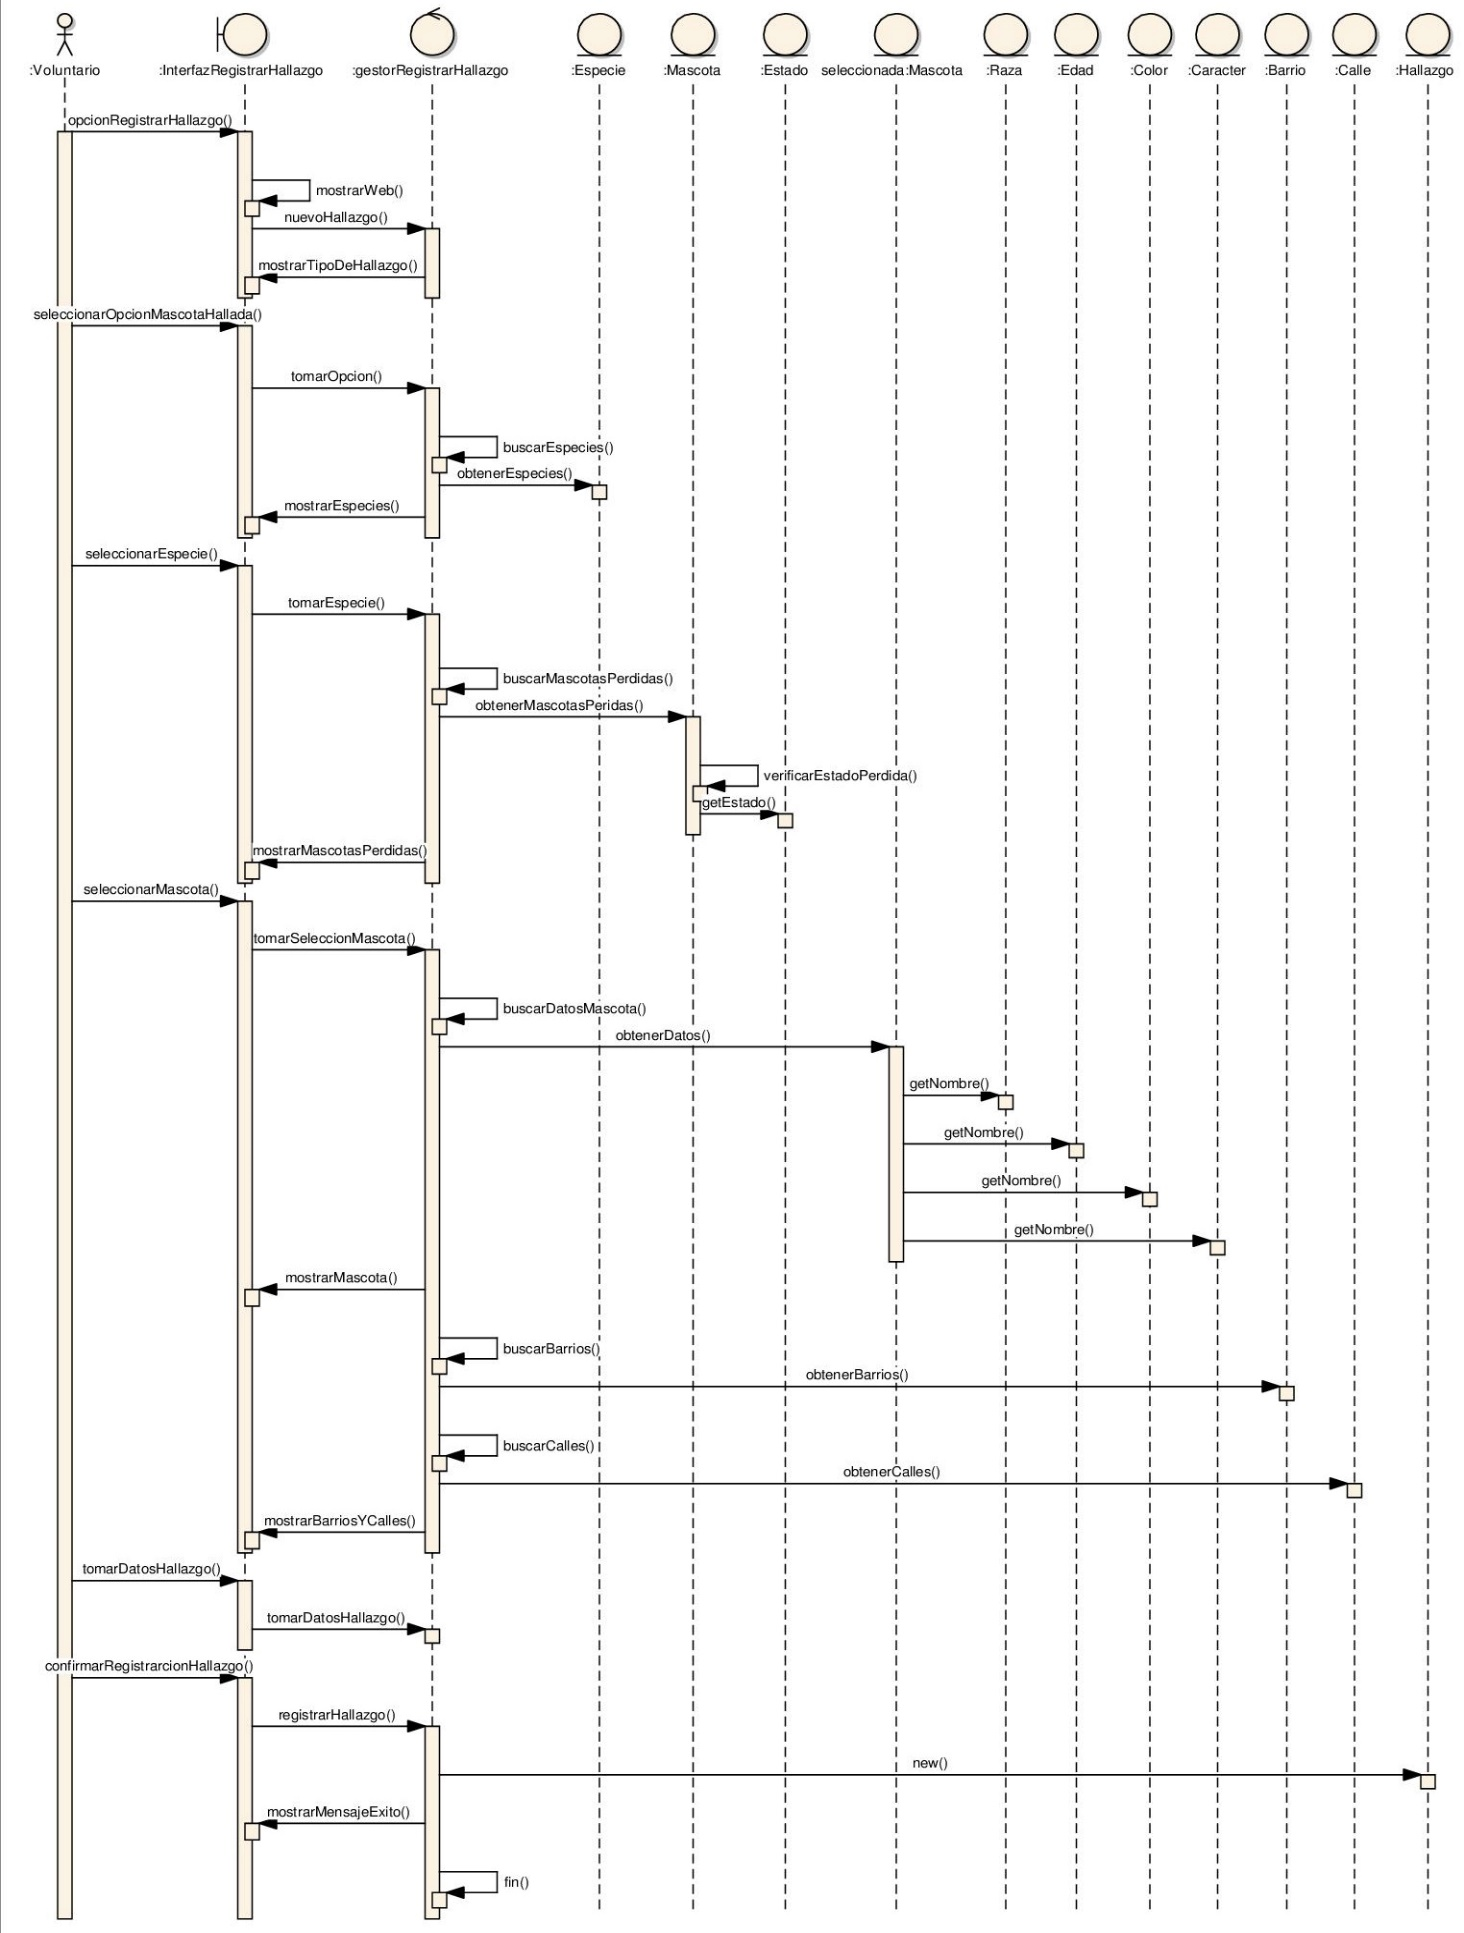 :Voluntario
:InterfazRegistrarHallazgo
:gestorRegistrarHallazgo
:Especie
:Mascota
:Estado
seleccionada:Mascota
:Raza
:Edad
:Color
:Caracter
:Barrio
:Calle
:Hallazgo
opcionRegistrarHallazgo()
mostrarWeb()
nuevoHallazgo()
mostrarTipoDeHallazgo()
seleccionarOpcionMascotaHallada()
tomarOpcion()
buscarEspecies()
obtenerEspecies()
mostrarEspecies()
seleccionarEspecie()
tomarEspecie()
buscarMascotasPerdidas()
obtenerMascotasPeridas()
verificarEstadoPerdida()
getEstado()
mostrarMascotasPerdidas()
seleccionarMascota()
tomarSeleccionMascota()
buscarDatosMascota()
obtenerDatos()
getNombre()
getNombre()
getNombre()
getNombre()
mostrarMascota()
buscarBarrios()
obtenerBarrios()
buscarCalles()
obtenerCalles()
mostrarBarriosYCalles()
tomarDatosHallazgo()
tomarDatosHallazgo()
confirmarRegistrarcionHallazgo()
registrarHallazgo()
new()
mostrarMensajeExito()
fin()